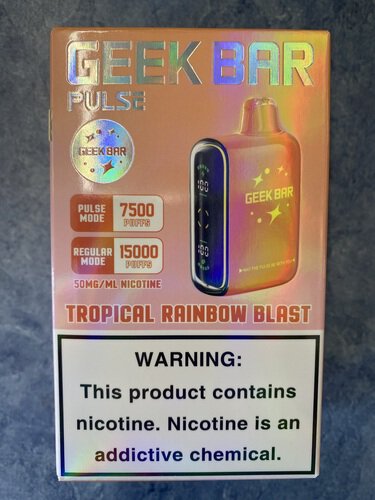 GEEK BAR
PULSE
GEEK BAR
PULSE MODE 7500 PUFFS
REGULAR MODE 15000 PUFFS
50MG/ML NICOTINE
GEEK BAR
TROPICAL RAINBOW BLAST
WARNING:
This product contains
nicotine. Nicotine is an
addictive chemical.